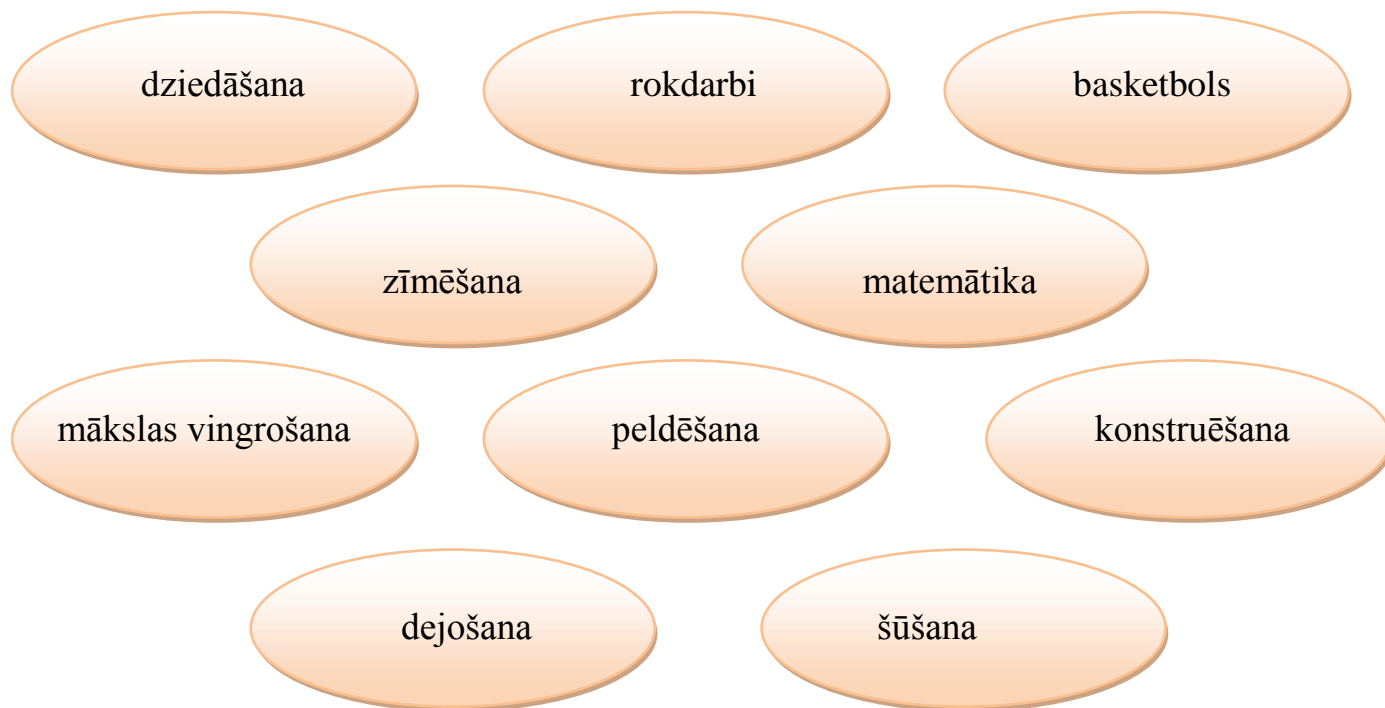 dziedāšana
rokdarbi
basketbols
zīmēšana
matemātika
mākslas vingrošana
peldēšana
konstruēšana
dejošana
šūšana